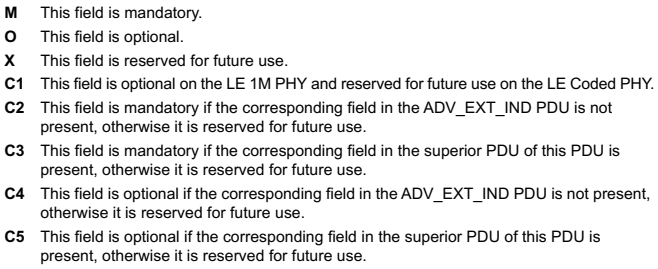 M This field is mandatory.
O This field is optional.
X This field is reserved for future use.
C1 This field is optional on the LE 1M PHY and reserved for future use on the LE Coded PHY.
C2 This field is mandatory if the corresponding field in the ADV_EXT_IND PDU is not
present, otherwise it is reserved for future use.
C3 This field is mandatory if the corresponding field in the superior PDU of this PDU is
present, otherwise it is reserved for future use.
C4 This field is optional if the corresponding field in the ADV_EXT_IND PDU is not present,
otherwise it is reserved for future use.
C5 This field is optional if the corresponding field in the superior PDU of this PDU is
present, otherwise it is reserved for future use.